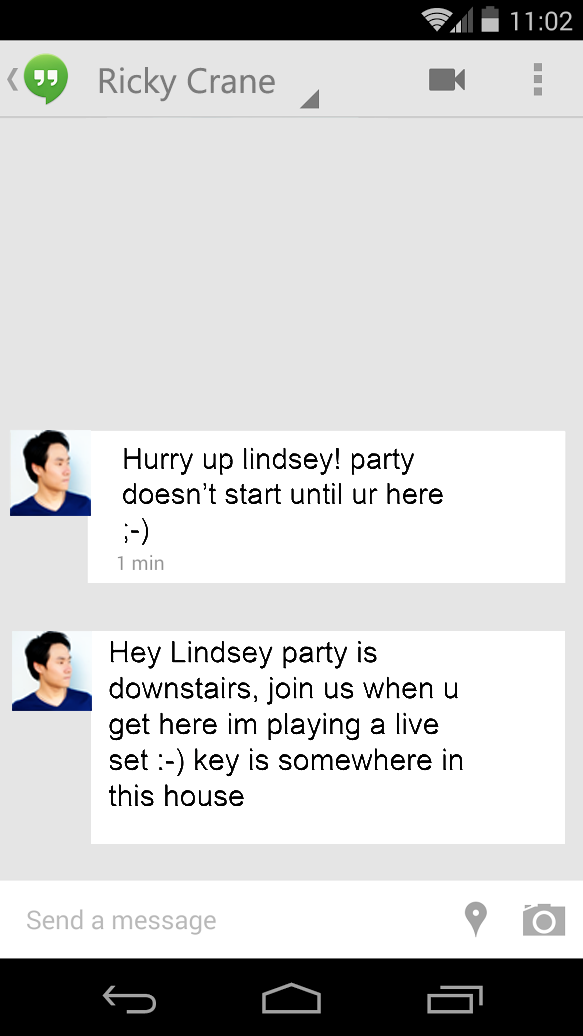 11:02
Ricky Crane
Hurry up lindsey! party
doesn't start until ur here
;-)
1 min
Hey Lindsey party is
downstairs, join us when u
get here im playing a live
set :-) key is somewhere in
this house
Send a message